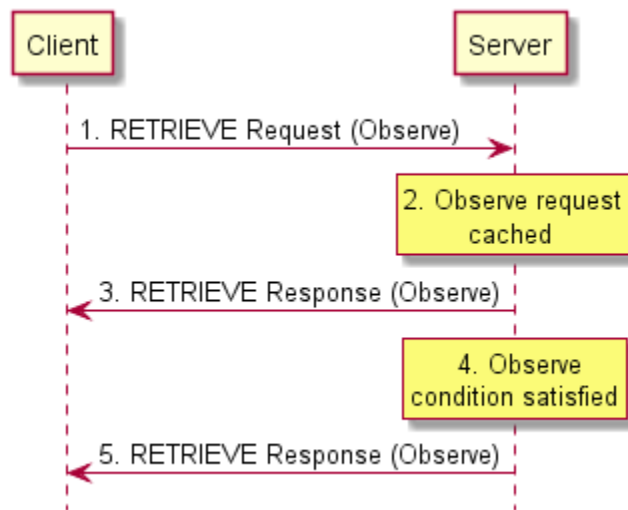 Client
Server
1. RETRIEVE Request (Observe)
2. Observe request
cached
3. RETRIEVE Response (Observe)
4. Observe
condition satisfied
5. RETRIEVE Response (Observe)